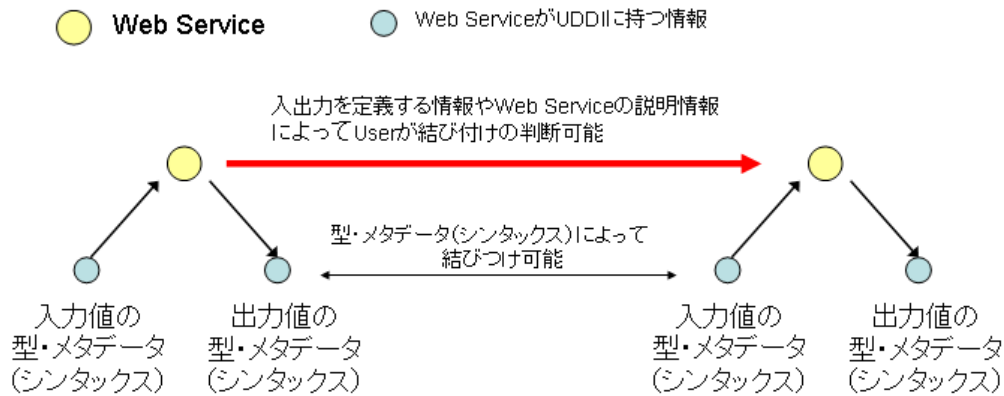 Web Service
Web ServiceがUDDIに持つ情報
入出力を定義する情報やWeb Serviceの説明情報
によってUserが結び付けの判断可能
型・メタデータ(シンタックス)によって
結びつけ可能
入力値の
型・メタデータ
(シンタックス)
出力値の
型・メタデータ
(シンタックス)
入力値の
型・メタデータ
(シンタックス)
出力値の
型・メタデータ
(シンタックス)